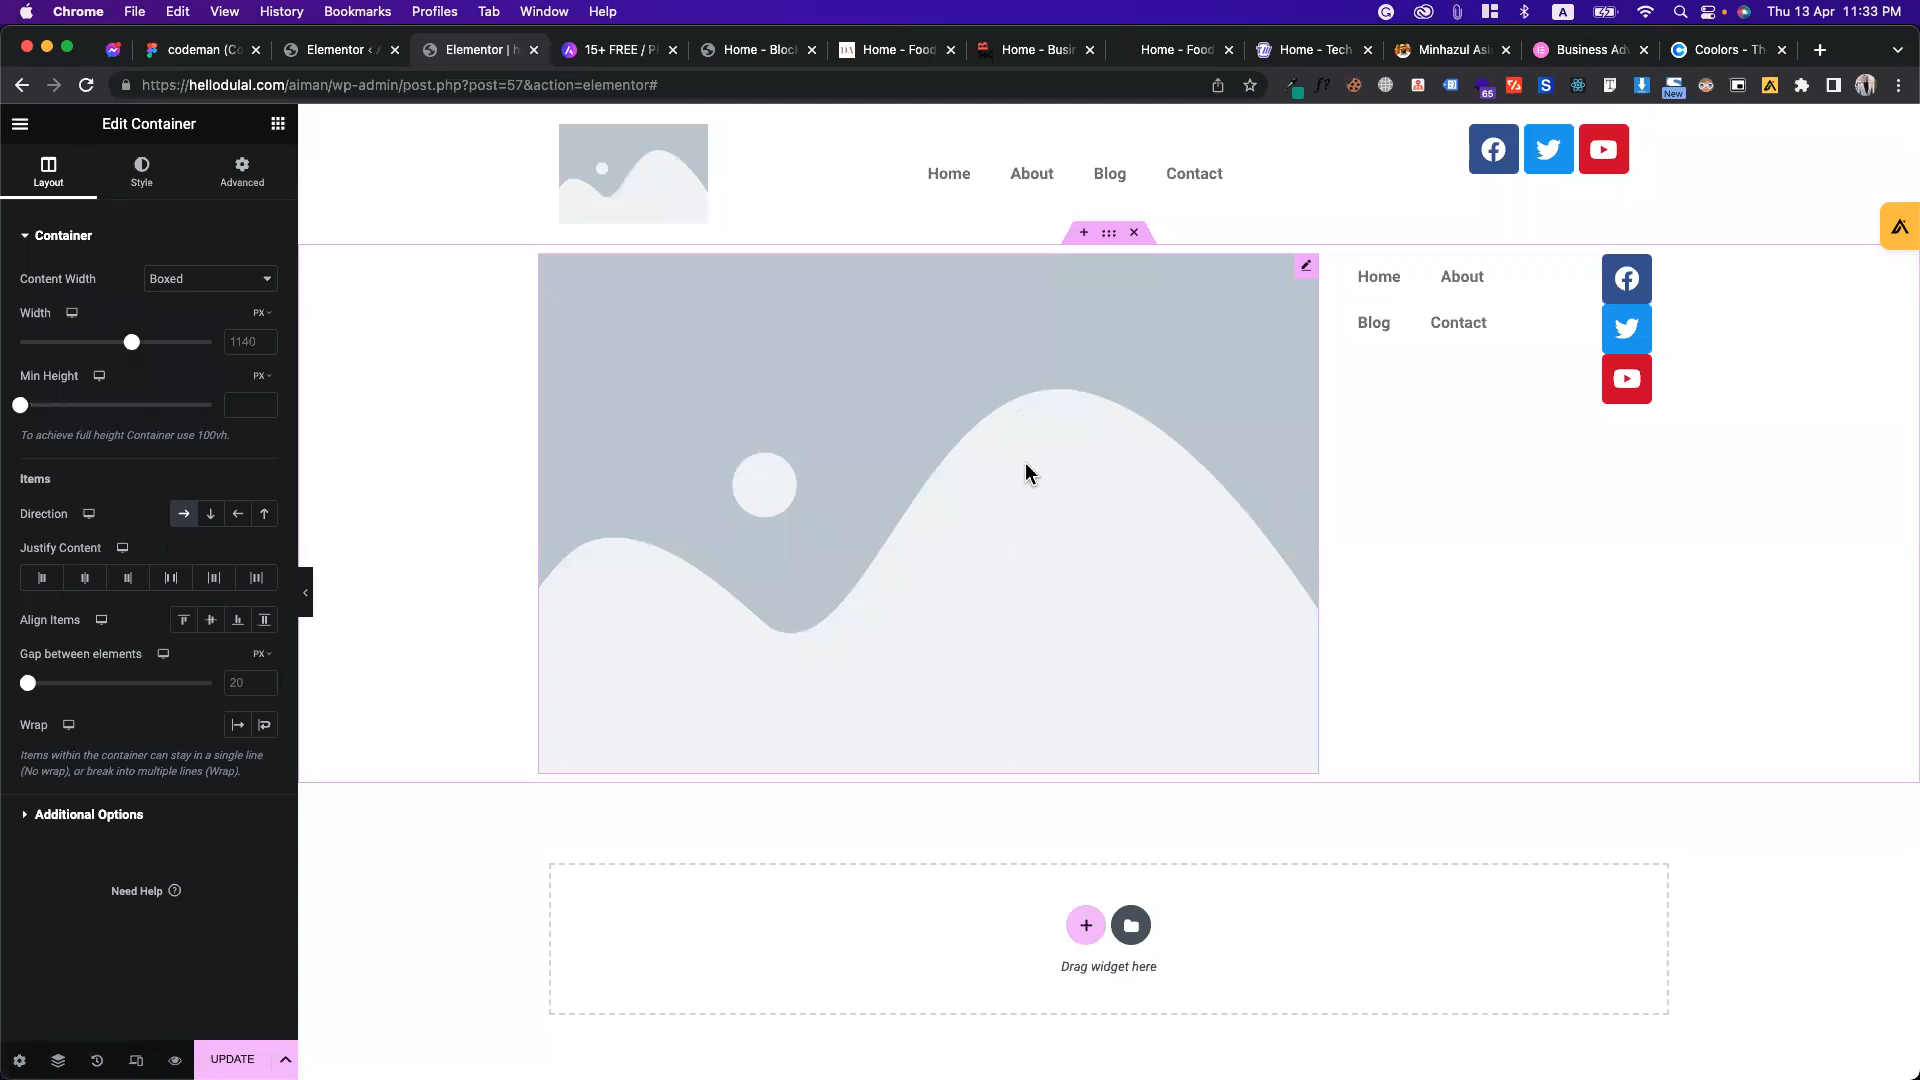 Chrome File Edit View History Bookmarks Profiles Tab Window Help A Thu 13 Apr 11:33 PM
codeman (Co Elementor ‹ A Elementor | h 15+ FREE / P Home - Block Home - Food Home - Busin Home - Food Home - Tech Minhazul Asi Business Adv Coolors - Th
https://hellodulal.com/aiman/wp-admin/post.php?post=57&action=elementor# f? 65 S T New
Edit Container
Layout Style Advanced
Container
Content Width Boxed
Width PX
1140
Min Height PX
To achieve full height Container use 100vh.
Items
Direction
Justify Content
Align Items
Gap between elements PX
20
Wrap
Items within the container can stay in a single line
(No wrap), or break into multiple lines (Wrap).
Additional Options
Need Help ?
UPDATE
Home About Blog Contact
Home About
Blog Contact
Drag widget here